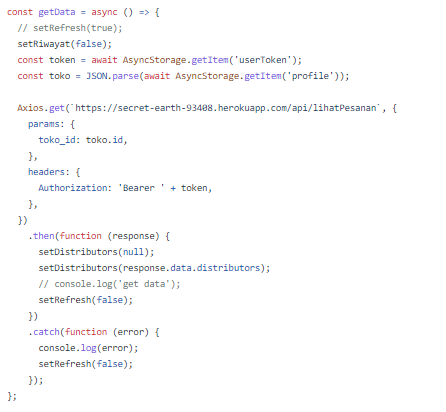 const getData = async () => {
  // setRefresh(true);
  setRiwayat(false);
  const token = await AsyncStorage.getItem('userToken');
  const toko = JSON.parse(await AsyncStorage.getItem('profile'));

  Axios.get(`https://secret-earth-93408.herokuapp.com/api/lihatPesanan`, {
    params: {
      toko_id: toko.id,
    },
    headers: {
      Authorization: 'Bearer ' + token,
    },
  })
    .then(function (response) {
      setDistributors(null);
      setDistributors(response.data.distributors);
      // console.log('get data');
      setRefresh(false);
    })
    .catch(function (error) {
      console.log(error);
      setRefresh(false);
    });
};